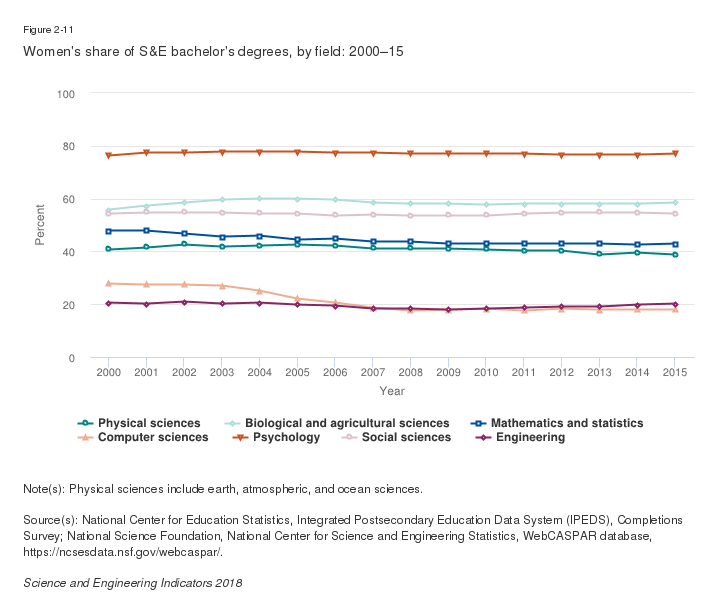 Figure 2-11
Women's share of S&E bachelor's degrees, by field: 2000–15
100
80
60
40
20
0
Percent
2000 2001 2002 2003 2004 2005 2006 2007 2008 2009 2010 2011 2012 2013 2014 2015
Year
Physical sciences Biological and agricultural sciences Mathematics and statistics
Computer sciences Psychology Social sciences Engineering
Note(s): Physical sciences include earth, atmospheric, and ocean sciences.
Source(s): National Center for Education Statistics, Integrated Postsecondary Education Data System (IPEDS), Completions
Survey; National Science Foundation, National Center for Science and Engineering Statistics, WebCASPAR database,
https://ncsesdata.nsf.gov/webcaspar/.
Science and Engineering Indicators 2018